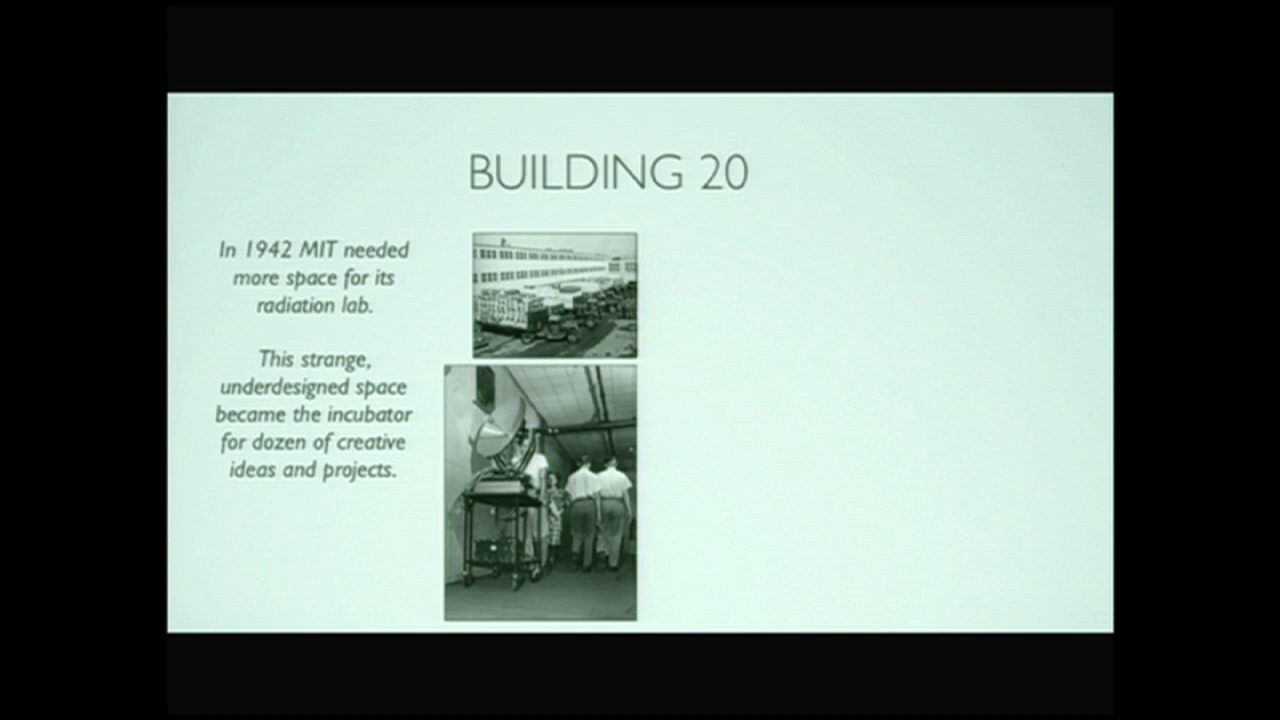 BUILDING 20
In 1942 MIT needed
more space for its
radiation lab.
This strange,
underdesigned space
became the incubator
for dozen of creative
ideas and projects.